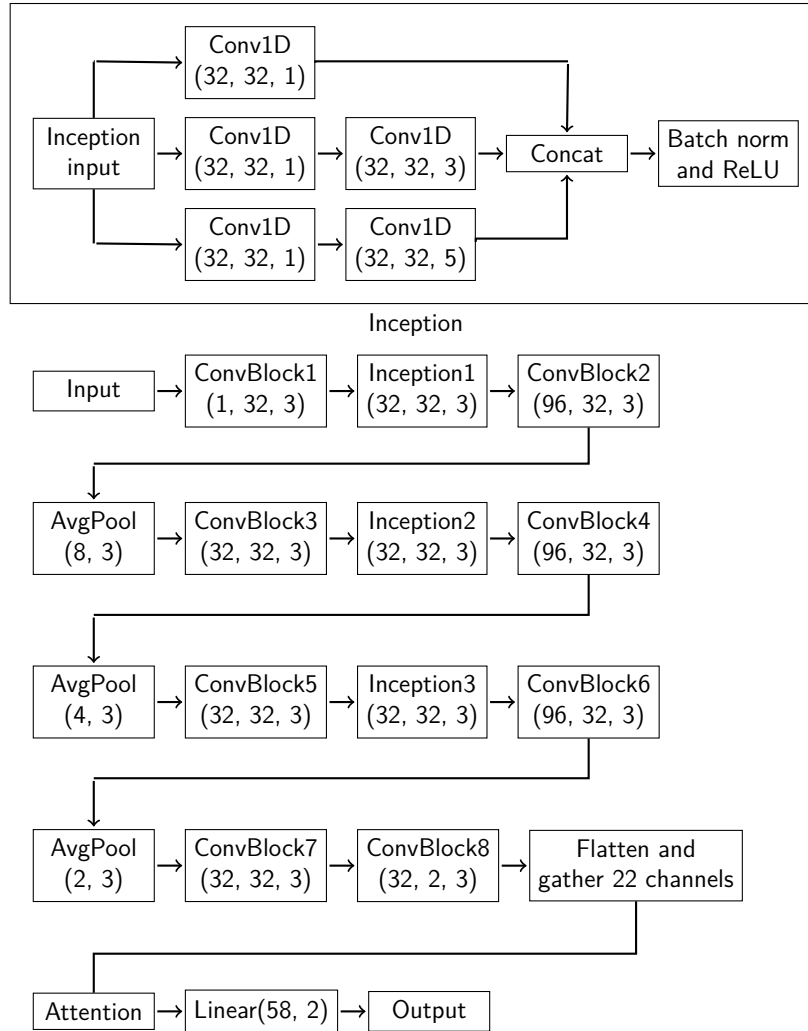 Conv1D
(32, 32, 1)
Inception
input
Conv1D
(32, 32, 1)
Conv1D
(32, 32, 3)
Concat
Batch norm
and ReLU
Conv1D
(32, 32, 1)
Conv1D
(32, 32, 5)
Inception
Input
ConvBlock1
(1, 32, 3)
Inception1
(32, 32, 3)
ConvBlock2
(96, 32, 3)
AvgPool
(8, 3)
ConvBlock3
(32, 32, 3)
Inception2
(32, 32, 3)
ConvBlock4
(96, 32, 3)
AvgPool
(4, 3)
ConvBlock5
(32, 32, 3)
Inception3
(32, 32, 3)
ConvBlock6
(96, 32, 3)
AvgPool
(2, 3)
ConvBlock7
(32, 32, 3)
ConvBlock8
(32, 2, 3)
Flatten and
gather 22 channels
Attention
Linear(58, 2)
Output